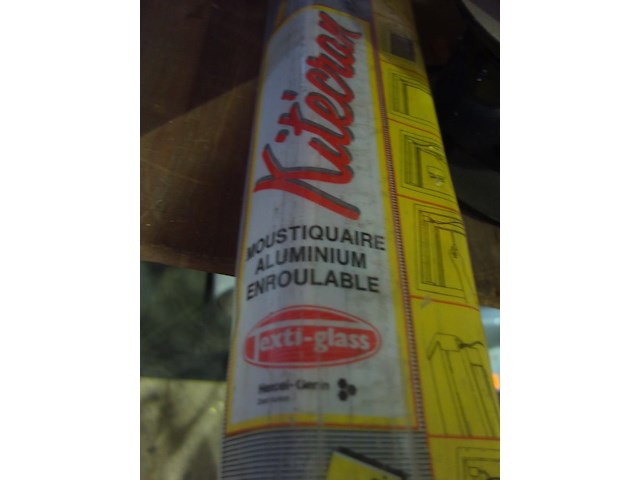 Kitecran
MOUSTIQUAIRE
ALUMINIUM
ENROULABLE
Texti-glass